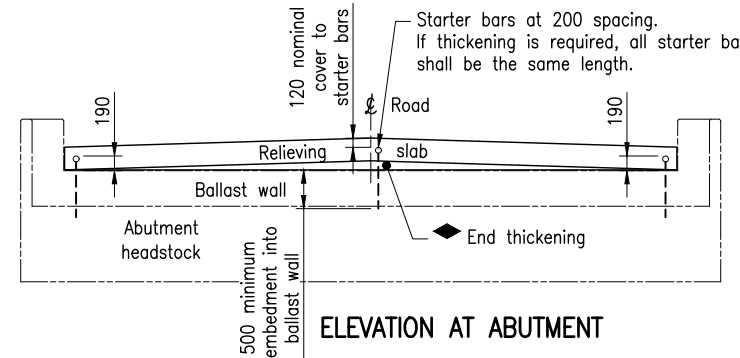 120 nominal
cover to
starter bars
Starter bars at 200 spacing.
If thickening is required, all starter ba
shall be the same length.
℄ Road
190
190
Relieving slab
Ballast wall
Abutment
headstock
End thickening
500 minimum
embedment into
ballast wall
ELEVATION AT ABUTMENT